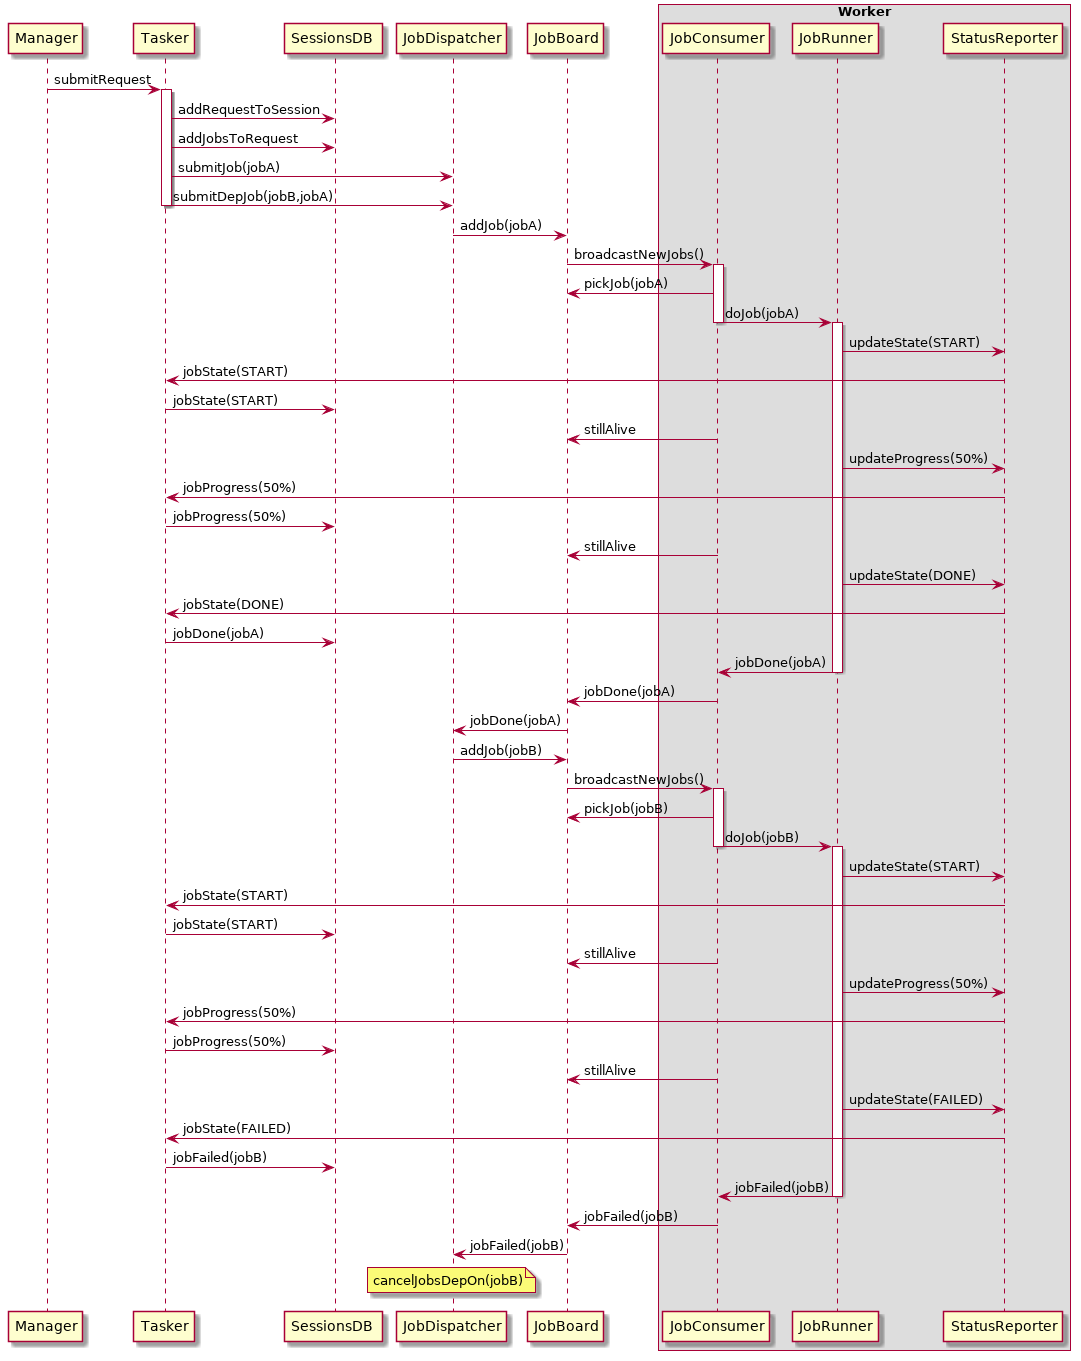 Worker
Manager
Tasker
SessionsDB
JobDispatcher
JobBoard
JobConsumer
JobRunner
StatusReporter
submitRequest
addRequestToSession
addJobsToRequest
submitJob(jobA)
submitDepJob(jobB,jobA)
addJob(jobA)
broadcastNewJobs()
pickJob(jobA)
doJob(jobA)
updateState(START)
jobState(START)
jobState(START)
stillAlive
updateProgress(50%)
jobProgress(50%)
jobProgress(50%)
stillAlive
updateState(DONE)
jobState(DONE)
jobDone(jobA)
jobDone(jobA)
jobDone(jobA)
jobDone(jobA)
addJob(jobB)
broadcastNewJobs()
pickJob(jobB)
doJob(jobB)
updateState(START)
jobState(START)
jobState(START)
stillAlive
updateProgress(50%)
jobProgress(50%)
jobProgress(50%)
stillAlive
updateState(FAILED)
jobState(FAILED)
jobFailed(jobB)
jobFailed(jobB)
jobFailed(jobB)
jobFailed(jobB)
cancelJobsDepOn(jobB)
Manager
Tasker
SessionsDB
JobDispatcher
JobBoard
JobConsumer
JobRunner
StatusReporter